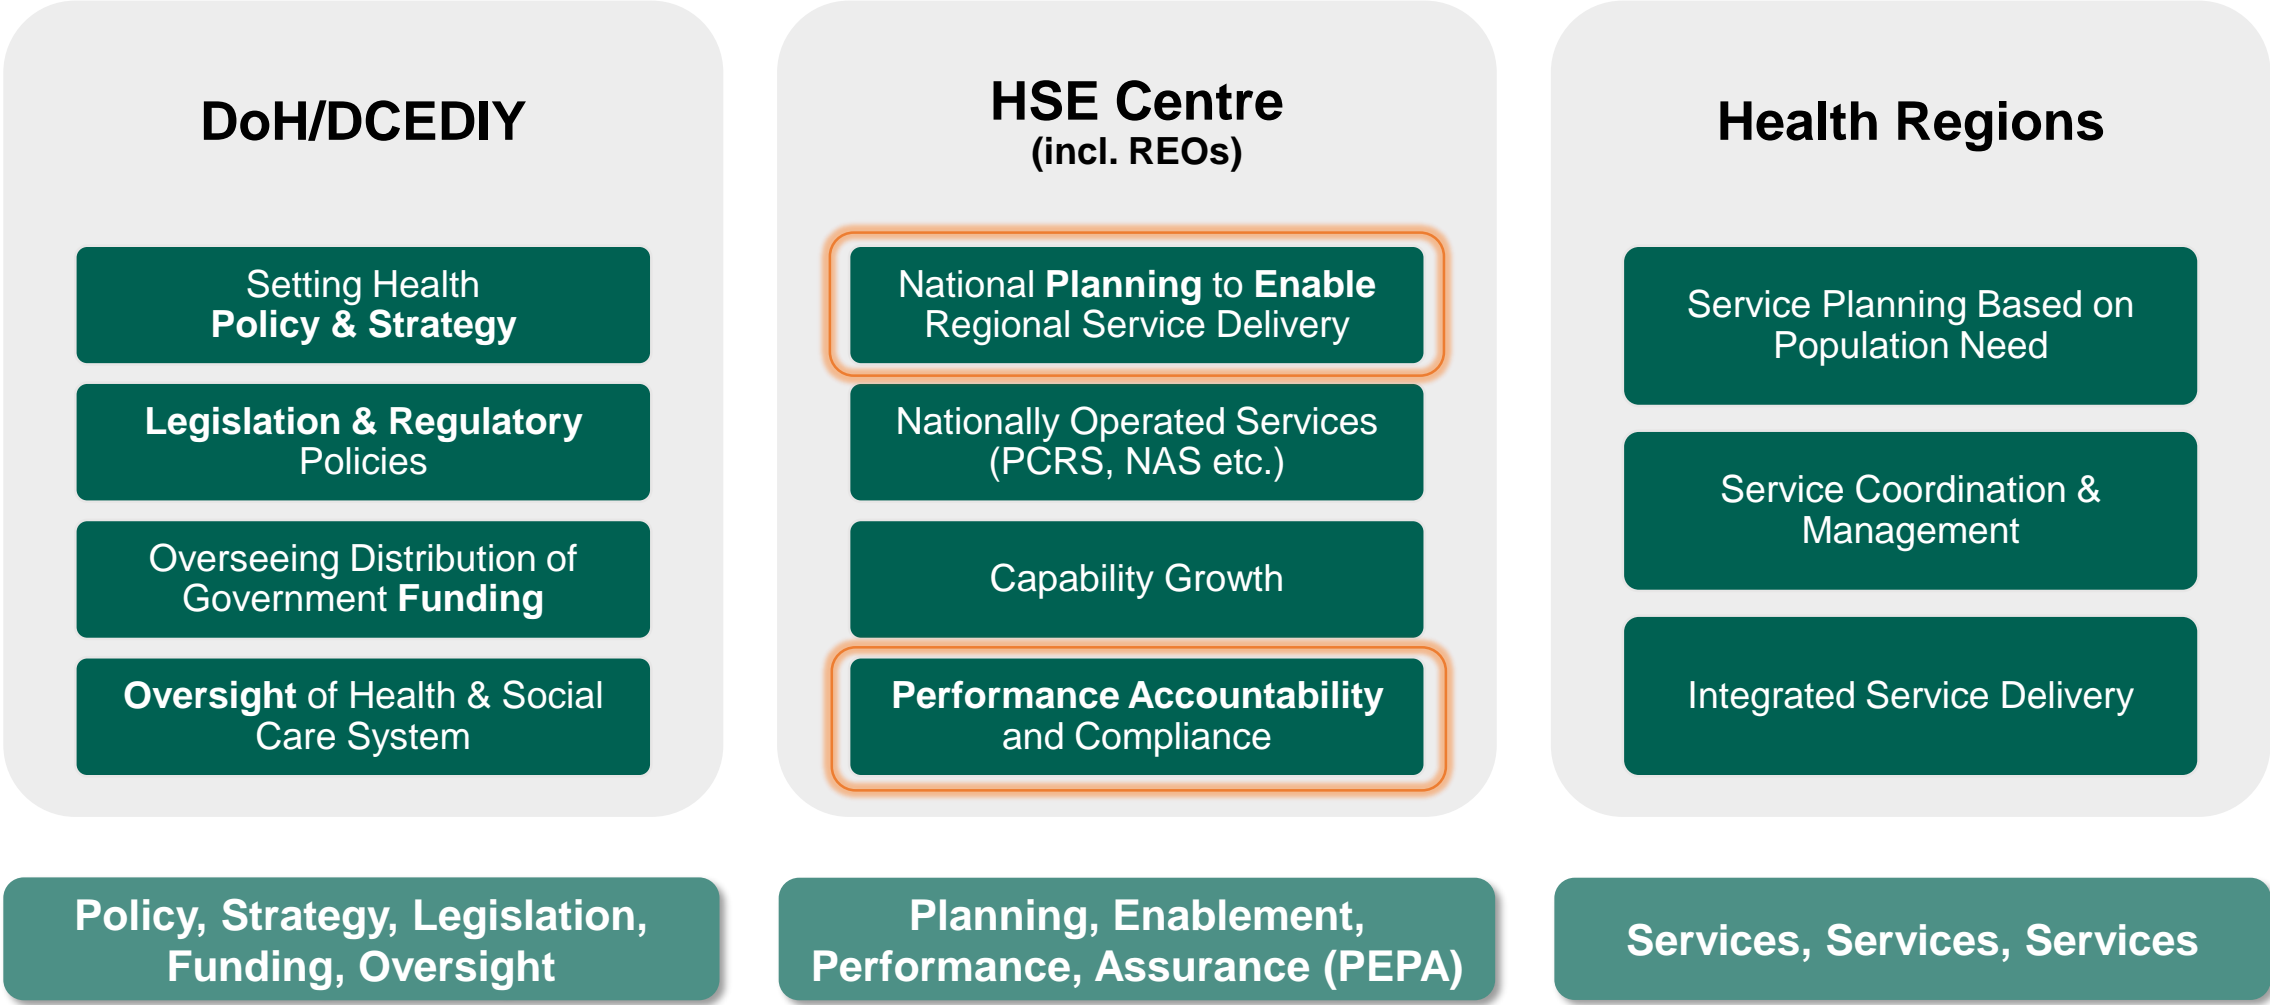 DoH/DCEDIY
Setting Health
Policy & Strategy
Legislation & Regulatory
Policies
Overseeing Distribution of
Government Funding
Oversight of Health & Social
Care System
Policy, Strategy, Legislation,
Funding, Oversight
HSE Centre
(incl. REOs)
National Planning to Enable
Regional Service Delivery
Nationally Operated Services
(PCRS, NAS etc.)
Capability Growth
Performance Accountability
and Compliance
Planning, Enablement,
Performance, Assurance (PEPA)
Health Regions
Service Planning Based on
Population Need
Service Coordination &
Management
Integrated Service Delivery
Services, Services, Services